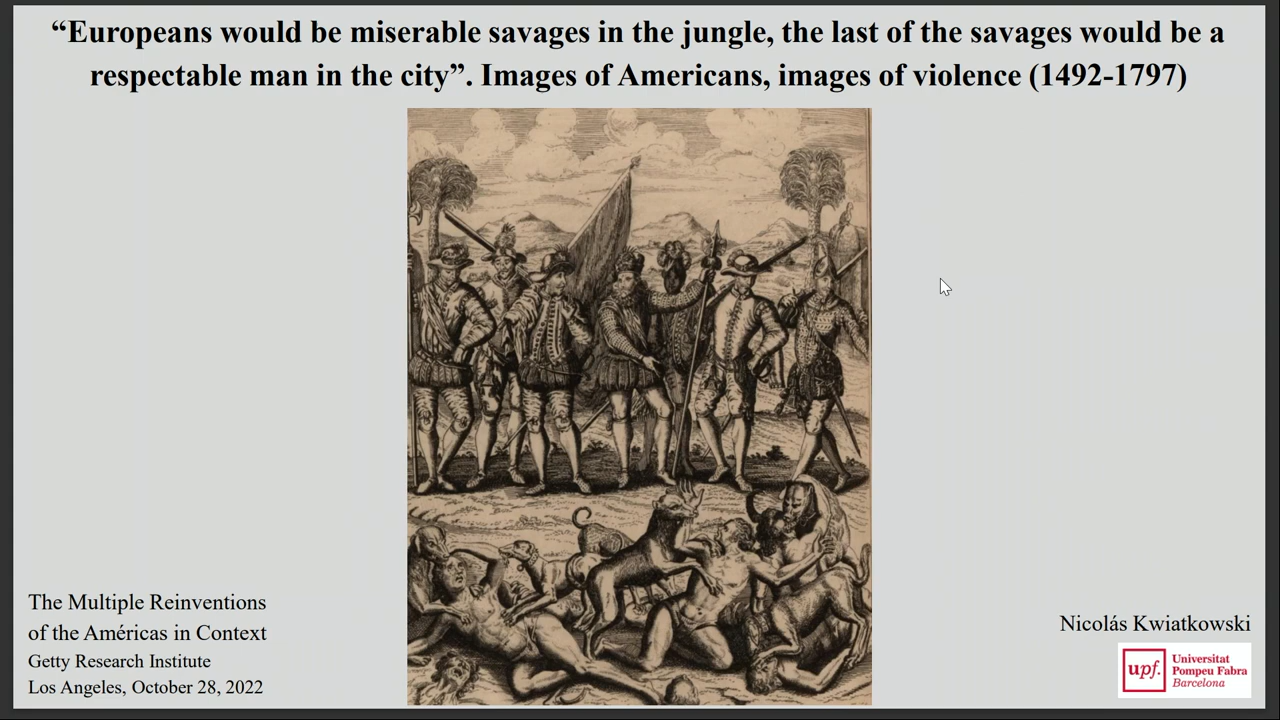 “Europeans would be miserable savages in the jungle, the last of the savages would be a
respectable man in the city”. Images of Americans, images of violence (1492-1797)
The Multiple Reinventions
of the Américas in Context
Getty Research Institute
Los Angeles, October 28, 2022
Nicolás Kwiatkowski
upf.
Universitat
Pompeu Fabra
Barcelona